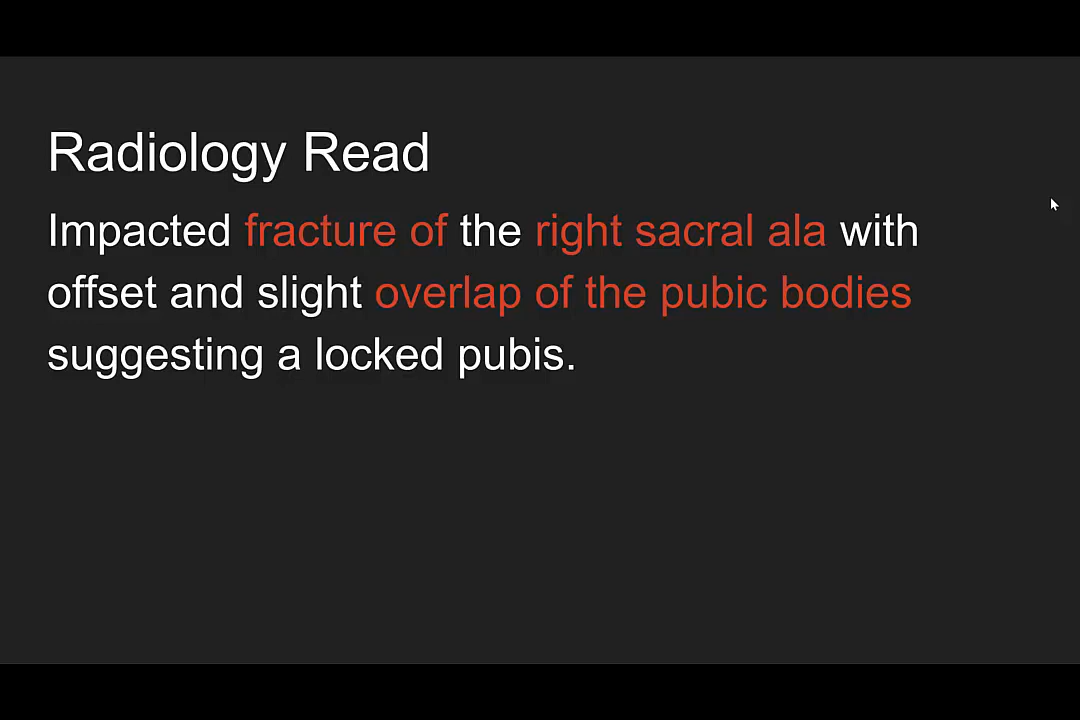 Radiology Read
Impacted fracture of the right sacral ala with
offset and slight overlap of the pubic bodies
suggesting a locked pubis.